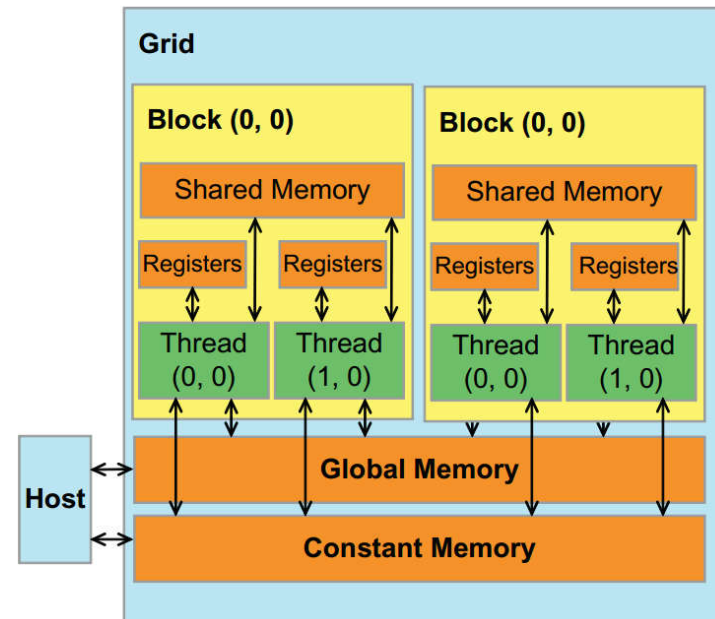 Grid
Block (0, 0)
Shared Memory
Registers
Registers
Thread
(0, 0)
Thread
(1, 0)
Block (0, 0)
Shared Memory
Registers
Registers
Thread
(0, 0)
Thread
(1, 0)
Host
Global Memory
Constant Memory